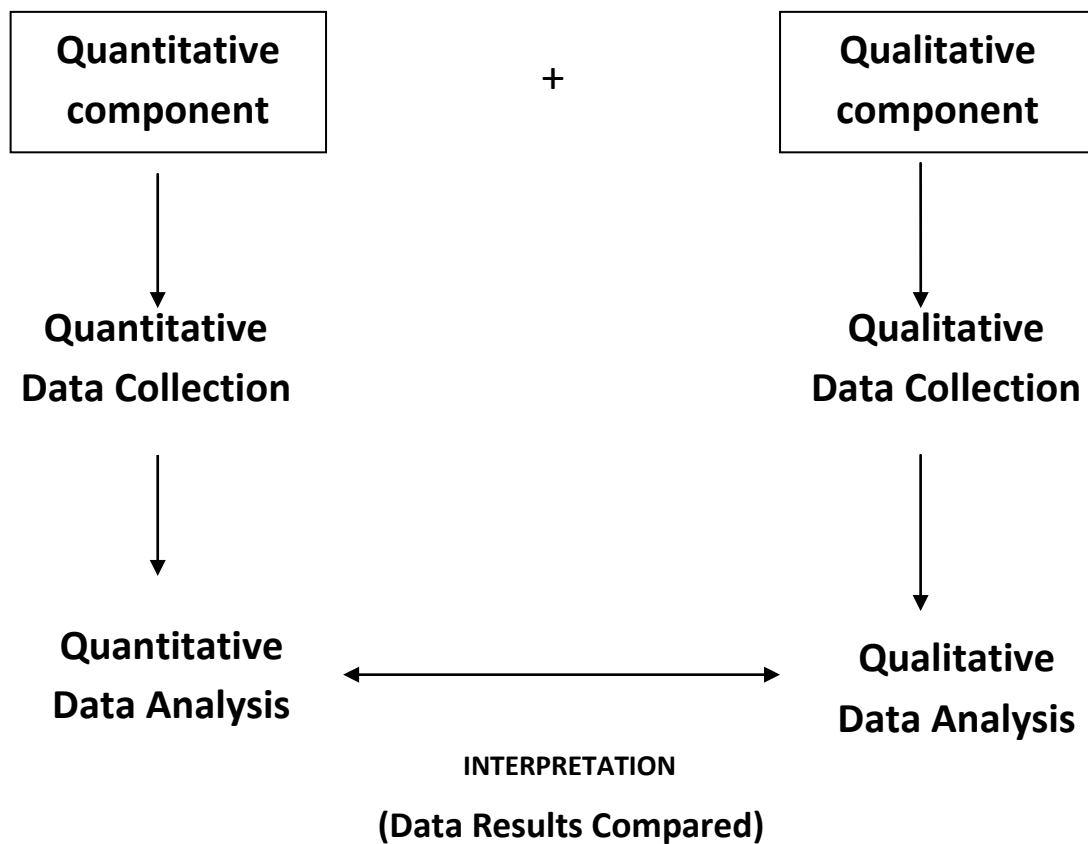 Quantitative
component
+
Qualitative
component
Quantitative
Data Collection
Qualitative
Data Collection
Quantitative
Data Analysis
Qualitative
Data Analysis
INTERPRETATION
(Data Results Compared)